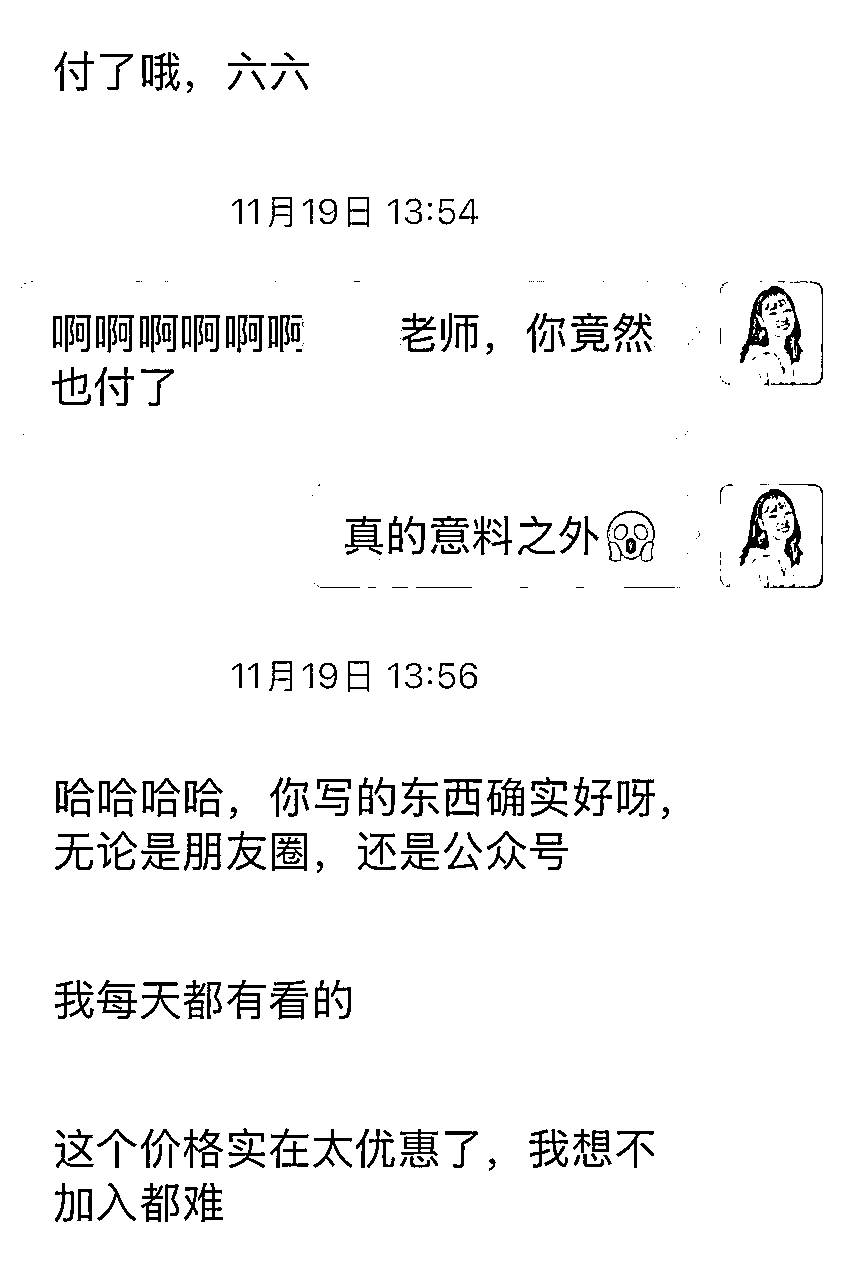 付了哦，六六
11月19日 13:54
啊啊啊啊啊啊 老师，你竟然
也付了
真的意料之外😱
11月19日 13:56
哈哈哈哈，你写的东西确实好呀，
无论是朋友圈，还是公众号
我每天都有看的
这个价格实在太优惠了，我想不
加入都难